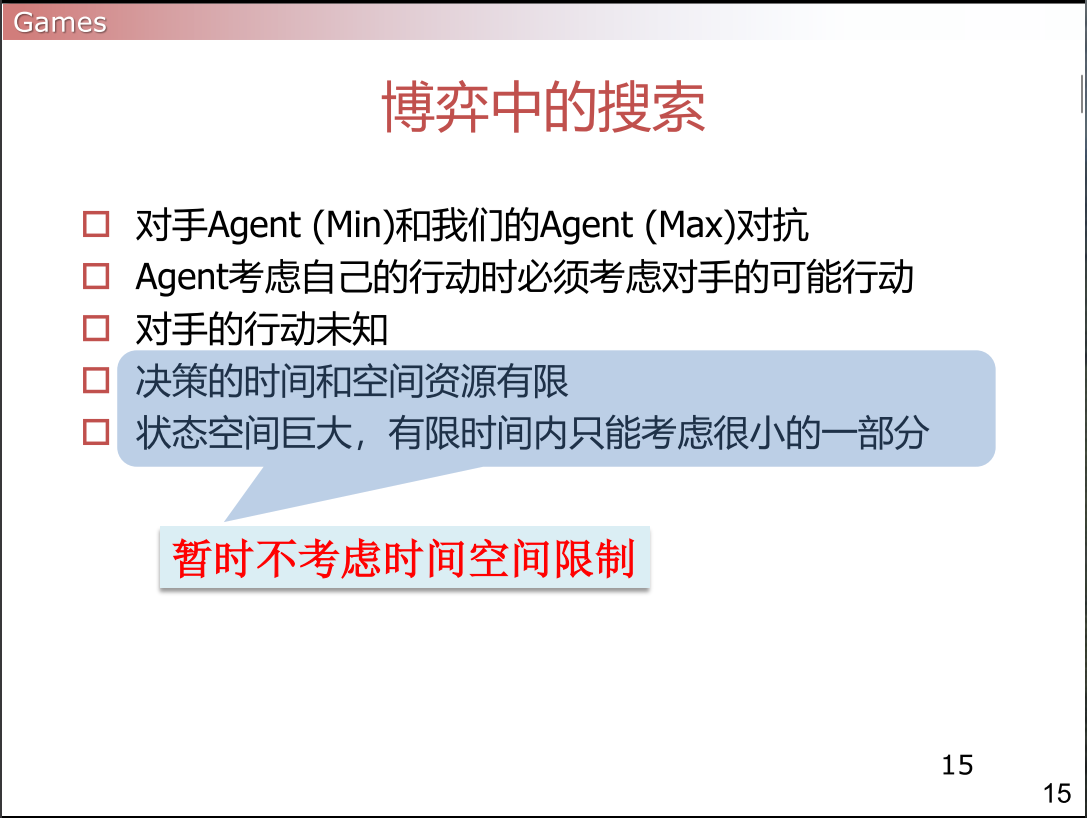 Games
博弈中的搜索
对手Agent (Min)和我们的Agent (Max)对抗
Agent考虑自己的行动时必须考虑对手的可能行动
对手的行动未知
决策的时间和空间资源有限
状态空间巨大，有限时间内只能考虑很小的一部分
暂时不考虑时间空间限制
15
15